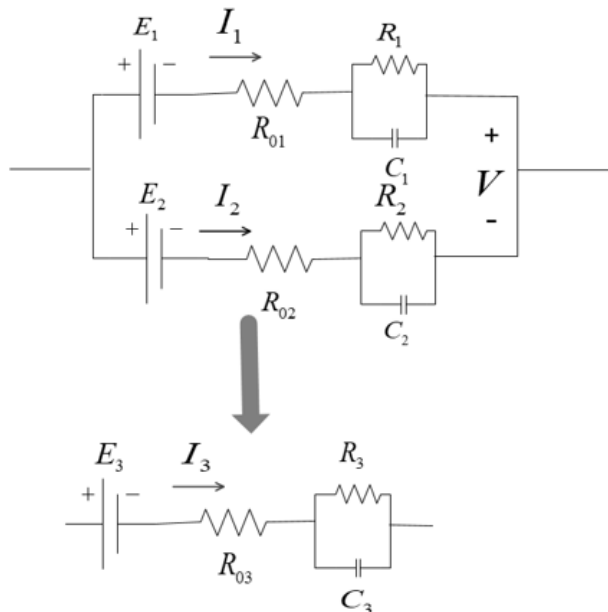 E₁
I₁
+ −
R₁
R₀₁
C₁
+
V
-
E₂
I₂
R₂
+ −
R₀₂
C₂
E₃
I₃
R₃
+ −
R₀₃
C₃